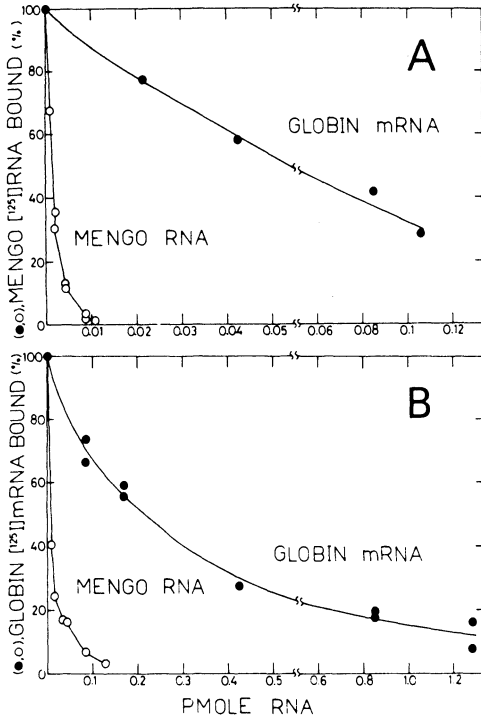 A
(●,○),MENGO [¹²⁵I]RNA BOUND (%)
100
80
60
40
20
0
GLOBIN mRNA
MENGO RNA
0.01 0.02 0.03 0.04 0.05 0.06 0.08 0.1 0.12
B
(●,○),GLOBIN [¹²⁵I]mRNA BOUND (%)
100
80
60
40
20
0
GLOBIN mRNA
MENGO RNA
0.1 0.2 0.3 0.4 0.5 0.6 0.8 1.0 1.2
PMOLE RNA